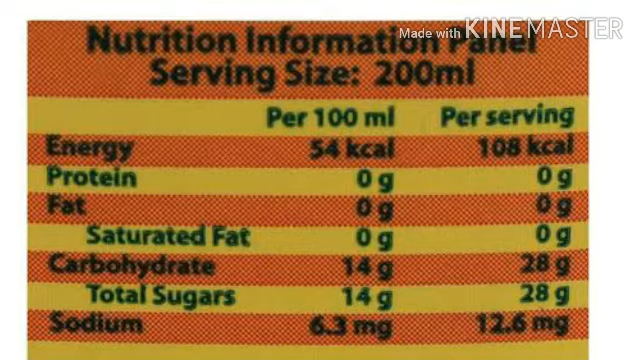 Made with KINEMASTER
Nutrition Information Panel
Serving Size: 200ml
Per 100 ml Per serving
Energy 54 kcal 108 kcal
Protein 0 g 0 g
Fat 0 g 0 g
Saturated Fat 0 g 0 g
Carbohydrate 14 g 28 g
Total Sugars 14 g 28 g
Sodium 6.3 mg 12.6 mg